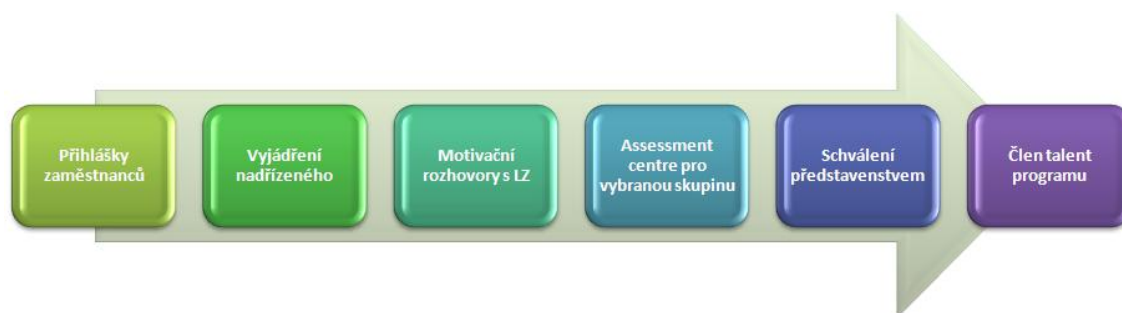 Přihlášky
zaměstnanců
Vyjádření
nadřízeného
Motivační
rozhovory s LZ
Assessment
centre pro
vybranou skupinu
Schválení
představenstvem
Člen talent
programu